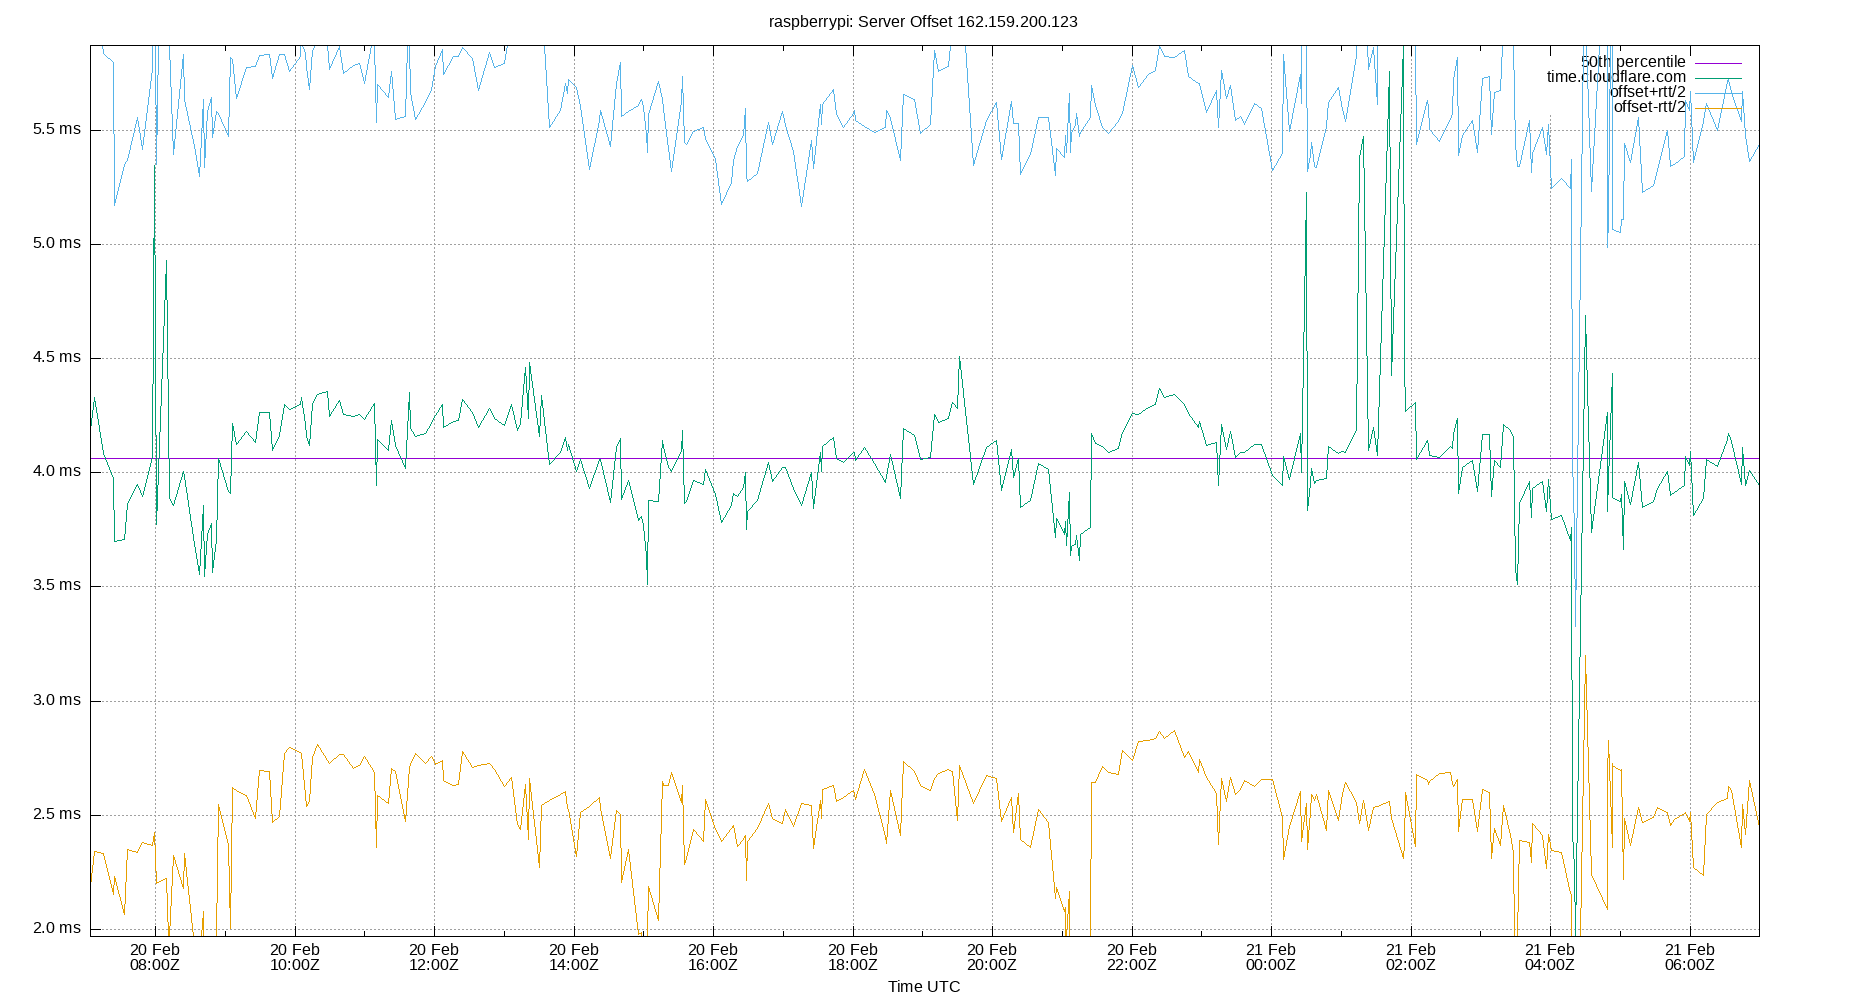 raspberrypi: Server Offset 162.159.200.123
50th percentile
time.cloudflare.com
offset+rtt/2
offset-rtt/2
5.5 ms
5.0 ms
4.5 ms
4.0 ms
3.5 ms
3.0 ms
2.5 ms
2.0 ms
20 Feb 20 Feb 20 Feb 20 Feb 20 Feb 20 Feb 20 Feb 20 Feb 21 Feb 21 Feb 21 Feb 21 Feb
08:00Z 10:00Z 12:00Z 14:00Z 16:00Z 18:00Z 20:00Z 22:00Z 00:00Z 02:00Z 04:00Z 06:00Z
Time UTC